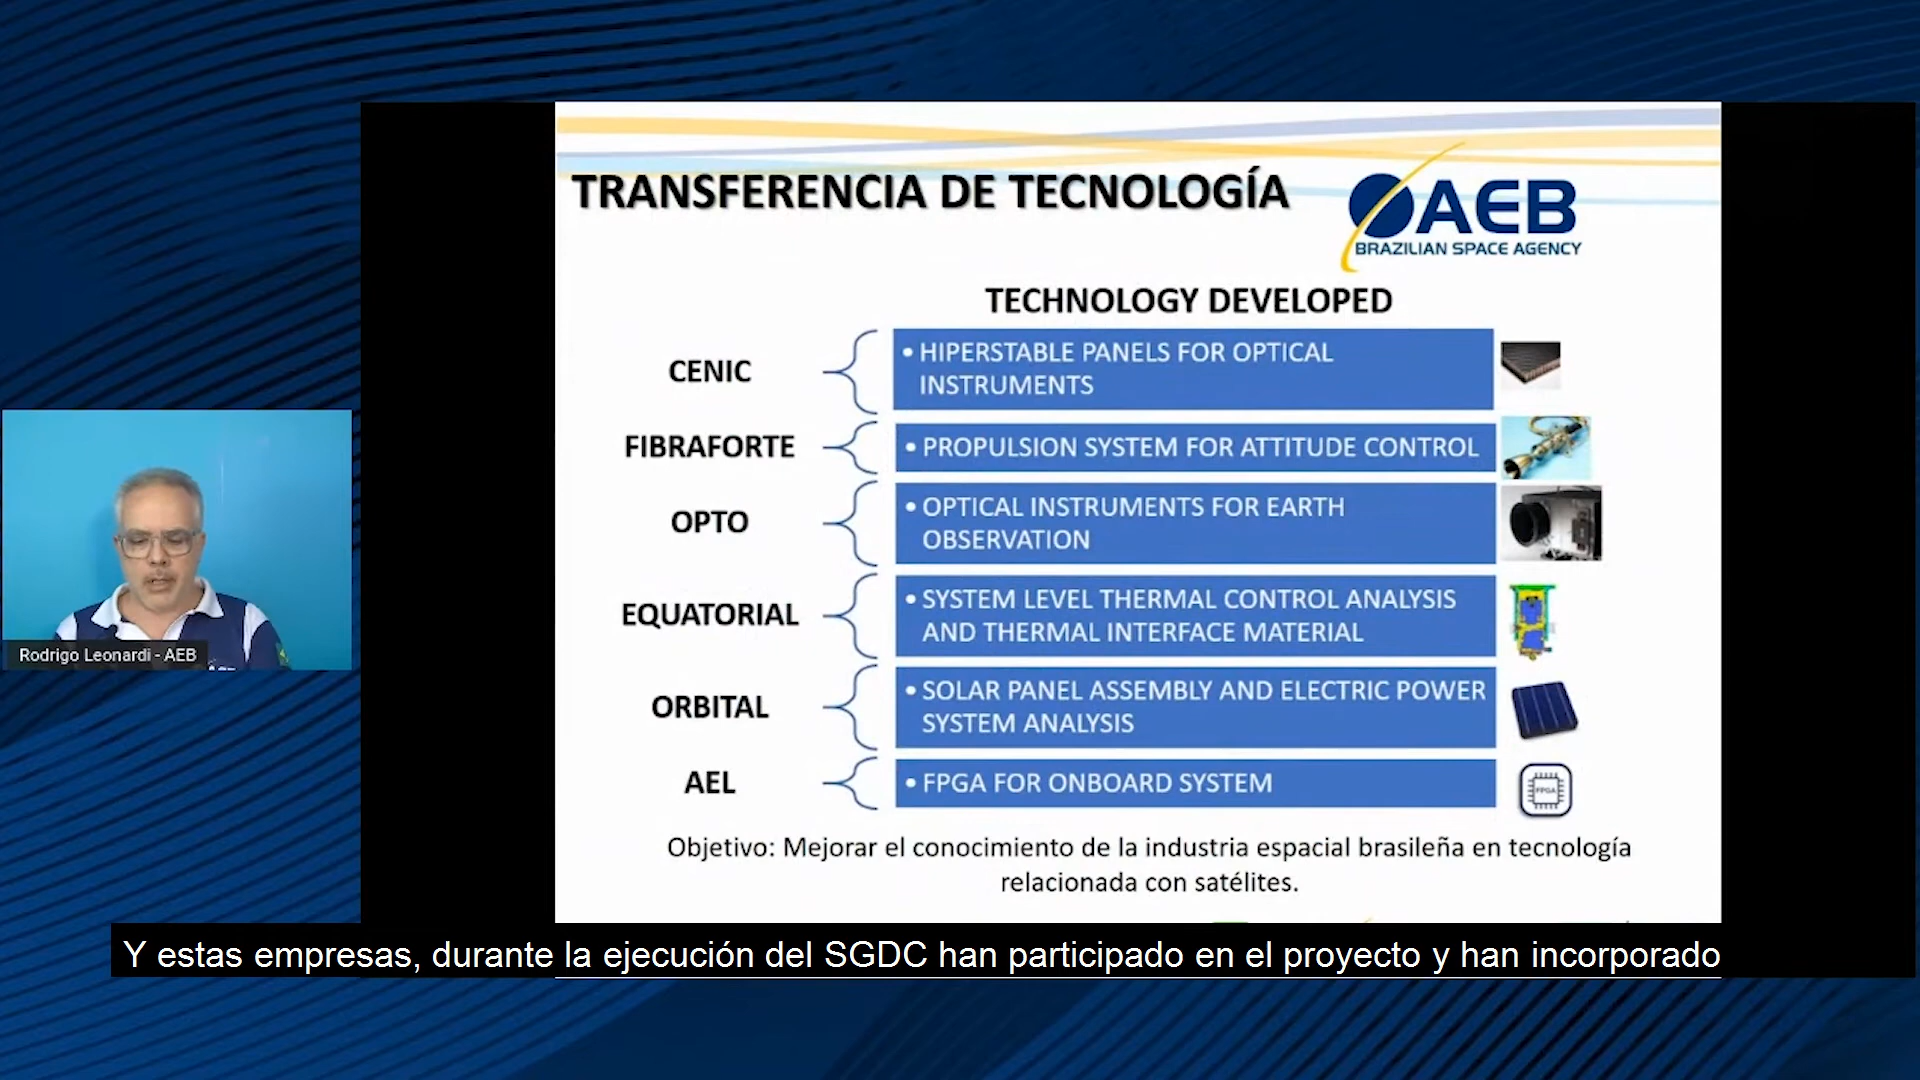 TRANSFERENCIA DE TECNOLOGÍA
AEB
BRAZILIAN SPACE AGENCY
TECHNOLOGY DEVELOPED
CENIC
• HIPERSTABLE PANELS FOR OPTICAL
INSTRUMENTS
FIBRAFORTE
• PROPULSION SYSTEM FOR ATTITUDE CONTROL
OPTO
• OPTICAL INSTRUMENTS FOR EARTH
OBSERVATION
EQUATORIAL
• SYSTEM LEVEL THERMAL CONTROL ANALYSIS
AND THERMAL INTERFACE MATERIAL
ORBITAL
• SOLAR PANEL ASSEMBLY AND ELECTRIC POWER
SYSTEM ANALYSIS
AEL
• FPGA FOR ONBOARD SYSTEM
FPGA
Objetivo: Mejorar el conocimiento de la industria espacial brasileña en tecnología
relacionada con satélites.
Rodrigo Leonardi - AEB
Y estas empresas, durante la ejecución del SGDC han participado en el proyecto y han incorporado